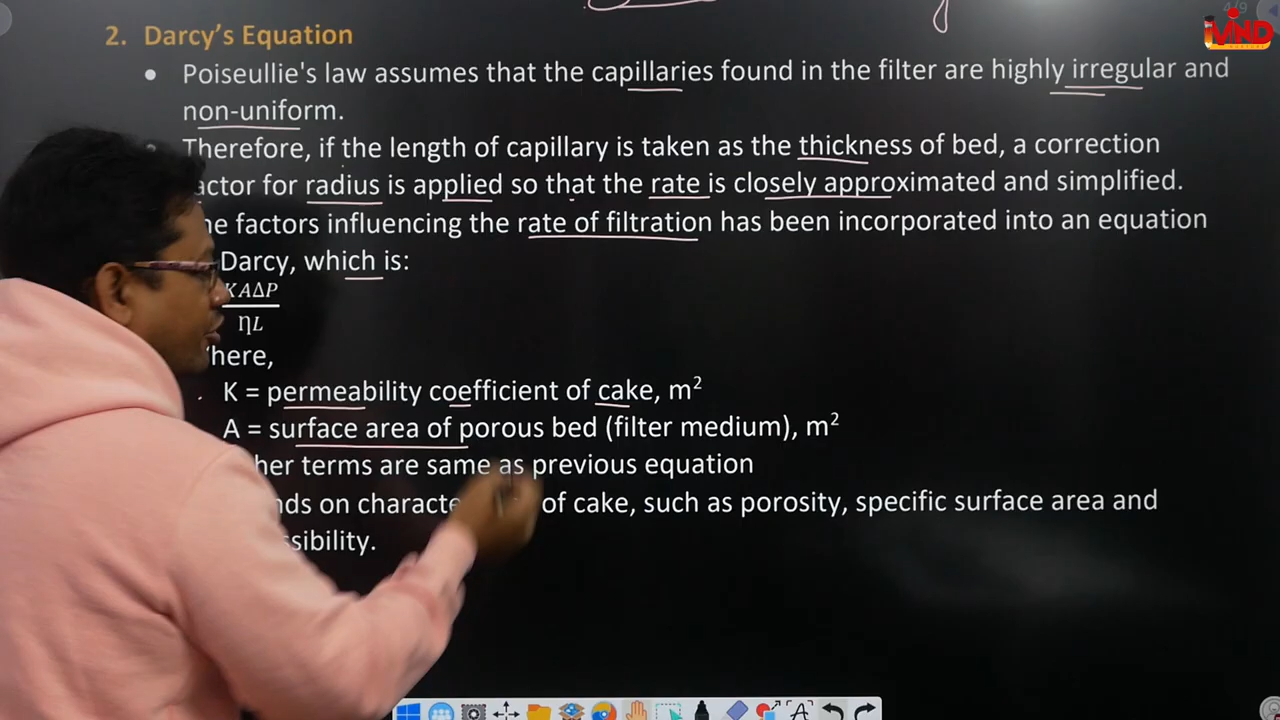 4/9
iMIND
2. Darcy's Equation
• Poiseullie's law assumes that the capillaries found in the filter are highly irregular and
non-uniform.
Therefore, if the length of capillary is taken as the thickness of bed, a correction
actor for radius is applied so that the rate is closely approximated and simplified.
he factors influencing the rate of filtration has been incorporated into an equation
Darcy, which is:
KAΔP
ηL
here,
K = permeability coefficient of cake, m²
A = surface area of porous bed (filter medium), m²
her terms are same as previous equation
nds on characte of cake, such as porosity, specific surface area and
ssibility.